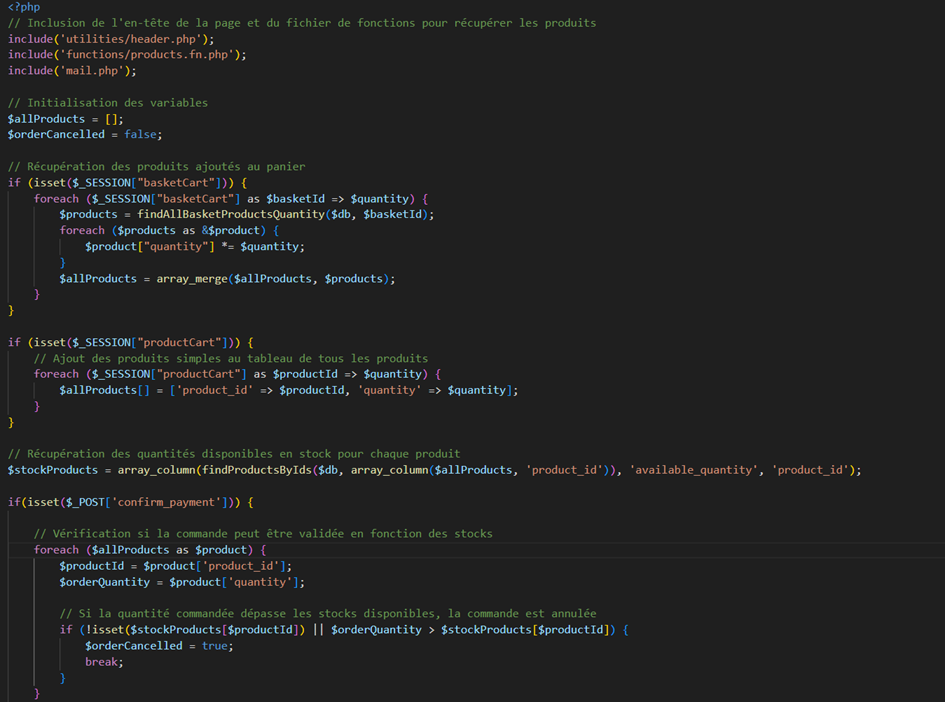 <?php
// Inclusion de l'en-tête de la page et du fichier de fonctions pour récupérer les produits
include('utilities/header.php');
include('functions/products.fn.php');
include('mail.php');

// Initialisation des variables
$allProducts = [];
$orderCancelled = false;

// Récupération des produits ajoutés au panier
if (isset($_SESSION["basketCart"])) {
    foreach ($_SESSION["basketCart"] as $basketId => $quantity) {
        $products = findAllBasketProductsQuantity($db, $basketId);
        foreach ($products as &$product) {
            $product["quantity"] *= $quantity;
        }
        $allProducts = array_merge($allProducts, $products);
    }
}

if (isset($_SESSION["productCart"])) {
    // Ajout des produits simples au tableau de tous les produits
    foreach ($_SESSION["productCart"] as $productId => $quantity) {
        $allProducts[] = ['product_id' => $productId, 'quantity' => $quantity];
    }
}

// Récupération des quantités disponibles en stock pour chaque produit
$stockProducts = array_column(findProductsByIds($db, array_column($allProducts, 'product_id')), 'available_quantity', 'product_id');

if(isset($_POST['confirm_payment'])) {

    // Vérification si la commande peut être validée en fonction des stocks
    foreach ($allProducts as $product) {
        $productId = $product['product_id'];
        $orderQuantity = $product['quantity'];

        // Si la quantité commandée dépasse les stocks disponibles, la commande est annulée
        if (!isset($stockProducts[$productId]) || $orderQuantity > $stockProducts[$productId]) {
            $orderCancelled = true;
            break;
        }
    }